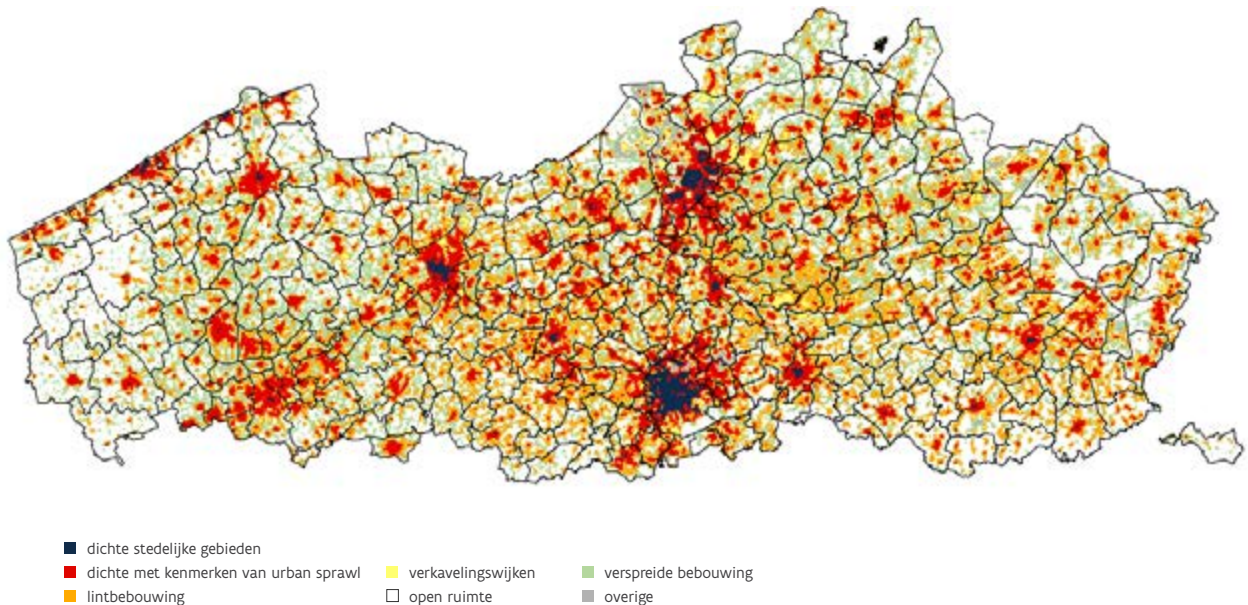 dichte stedelijke gebieden
dichte met kenmerken van urban sprawl
lintbebouwing
verkavelingswijken
open ruimte
verspreide bebouwing
overige